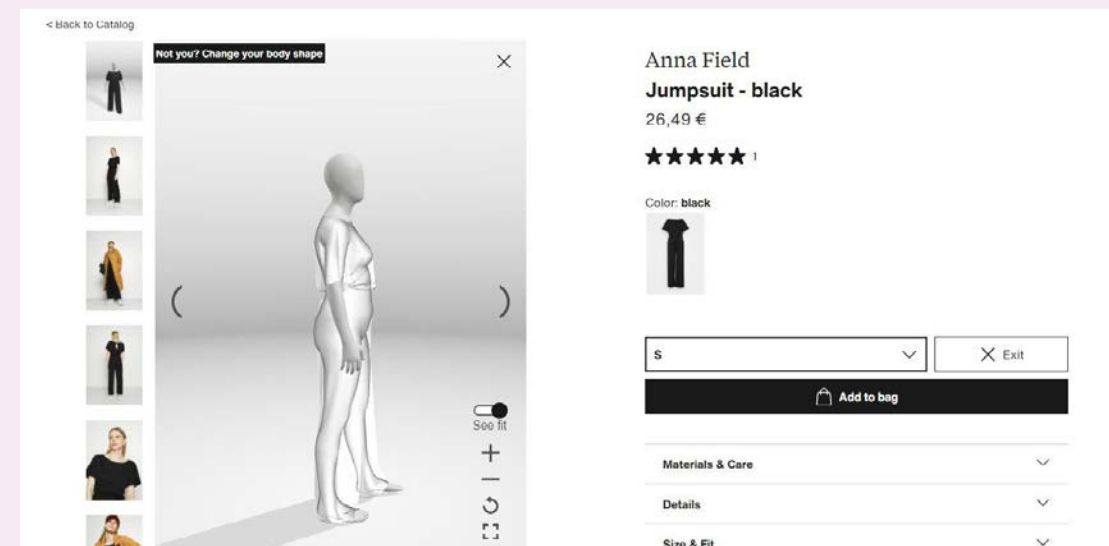 < Back to Catalog
Not you? Change your body shape
See fit
Anna Field
Jumpsuit - black
26,49 €
1
Color: black
S
Exit
Add to bag
Materials & Care
Details
Size & Fit